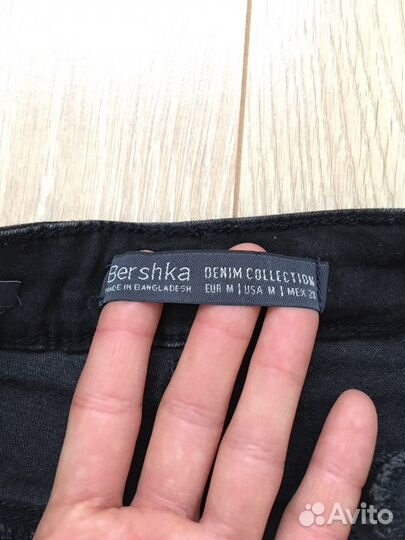 Bershka DENIM COLLECTION
MADE IN BANGLADESH EUR M | USA M | MEX
Avito